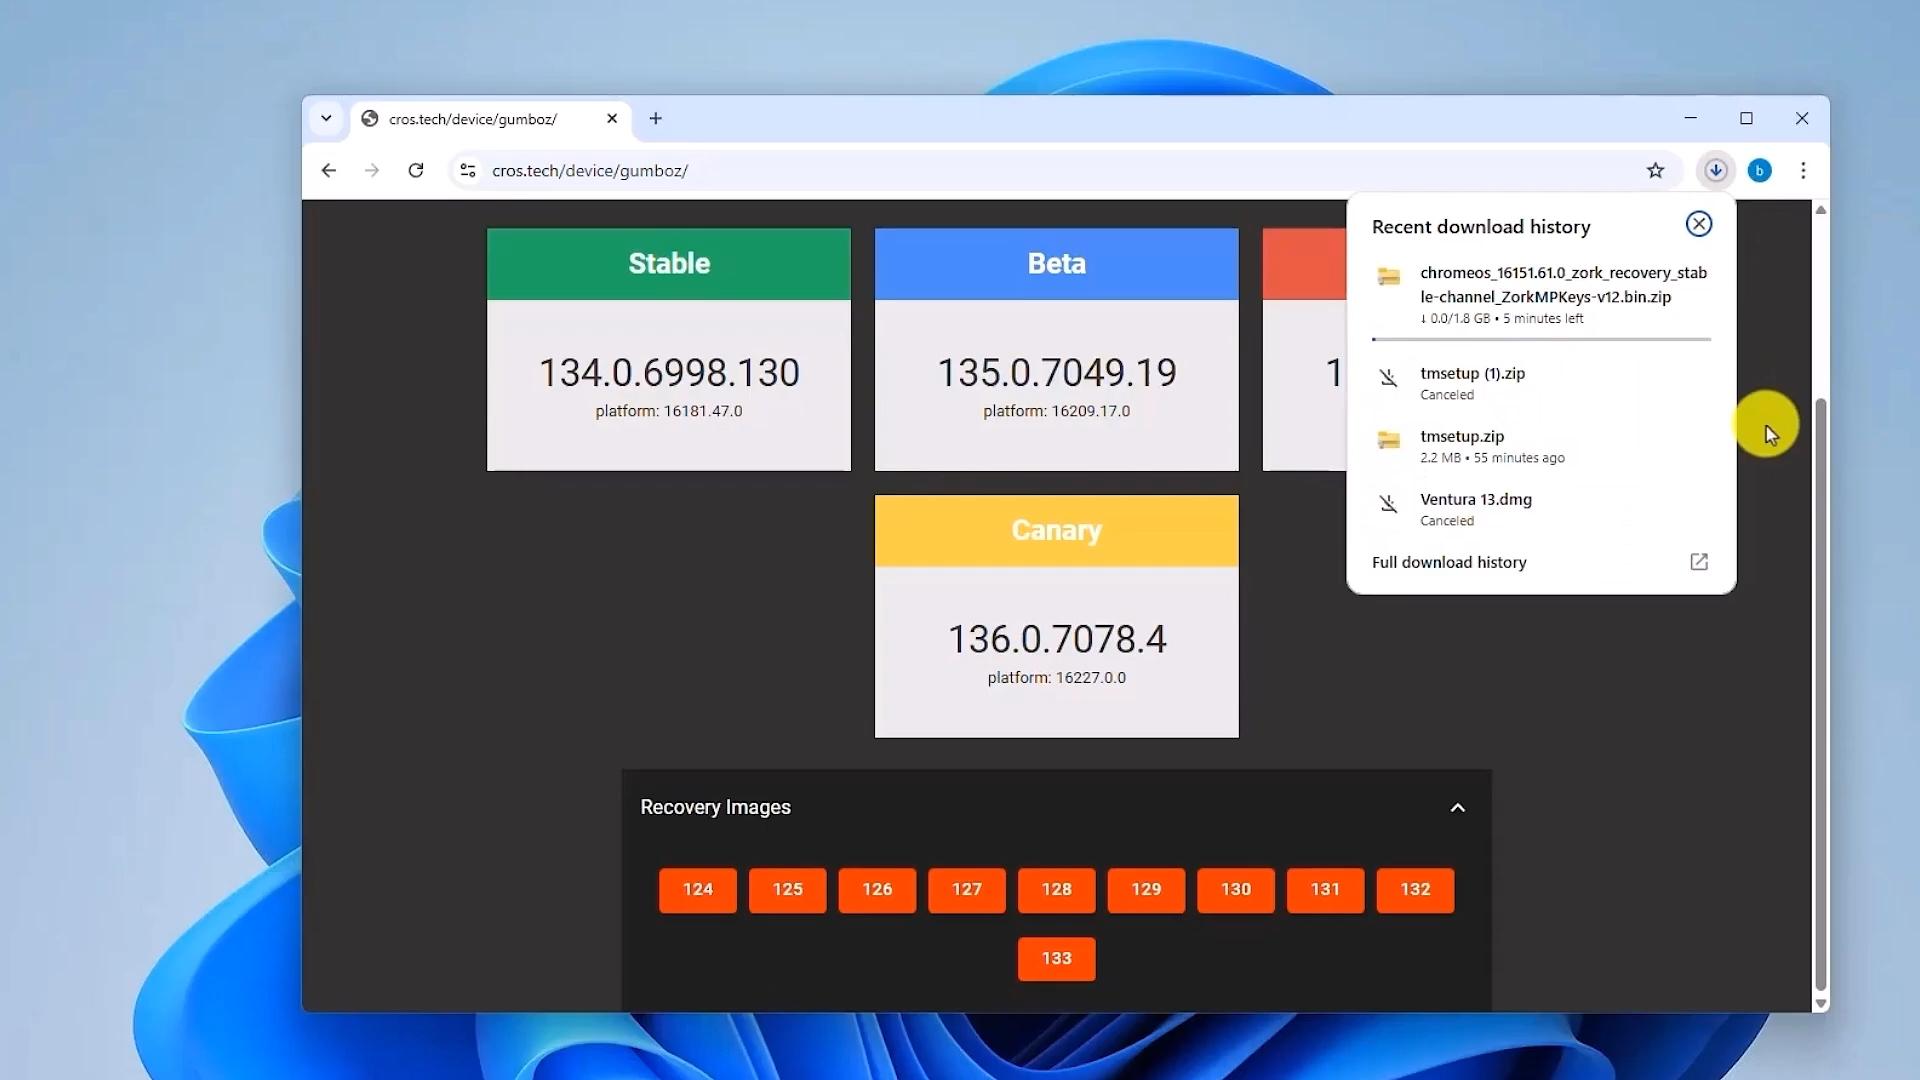 cros.tech/device/gumboz/
cros.tech/device/gumboz/
b
Stable
134.0.6998.130
platform: 16181.47.0
Beta
135.0.7049.19
platform: 16209.17.0
1
Canary
136.0.7078.4
platform: 16227.0.0
Recent download history
chromeos_16151.61.0_zork_recovery_stab
le-channel_ZorkMPKeys-v12.bin.zip
↓ 0.0/1.8 GB • 5 minutes left
tmsetup (1).zip
Canceled
tmsetup.zip
2.2 MB • 55 minutes ago
Ventura 13.dmg
Canceled
Full download history
Recovery Images
124 125 126 127 128 129 130 131 132
133